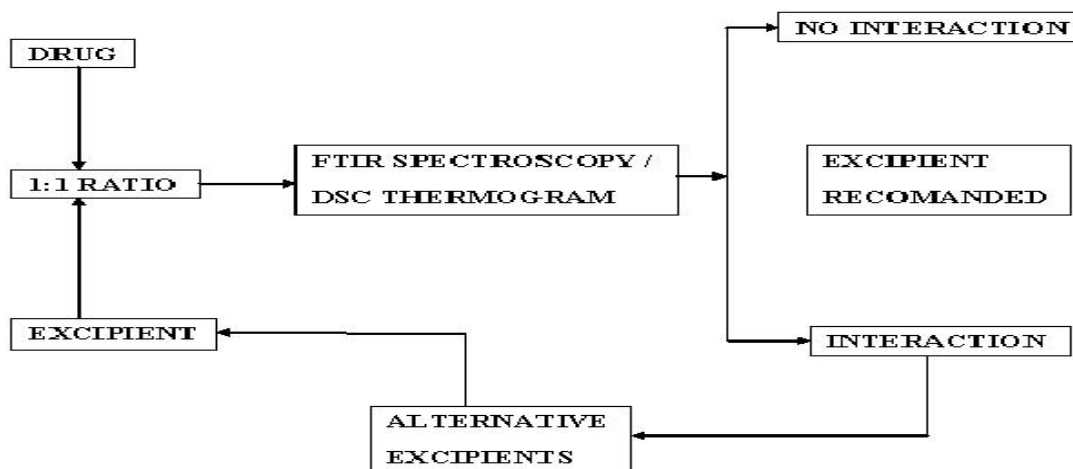 DRUG
1:1 RATIO
EXCIPIENT
FTIR SPECTROSCOPY /
DSC THERMOGRAM
NO INTERACTION
EXCIPIENT
RECOMANDED
INTERACTION
ALTERNATIVE
EXCIPIENTS